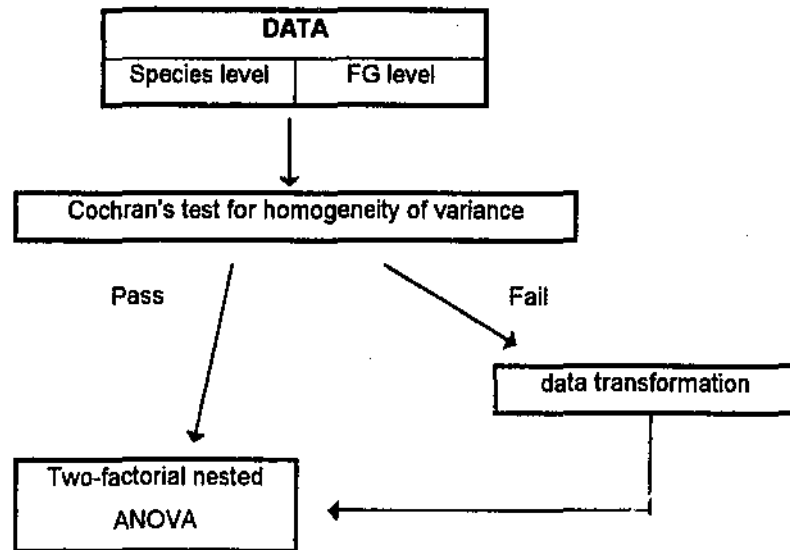 DATA
Species level FG level
Cochran's test for homogeneity of variance
Pass Fail
data transformation
Two-factorial nested
ANOVA